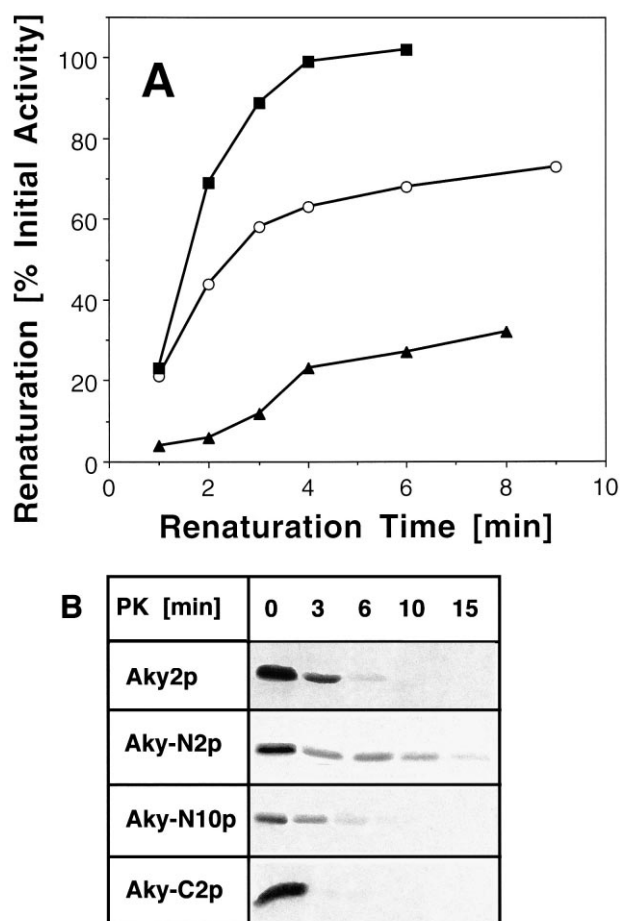 A
Renaturation [% Initial Activity]
100
80
60
40
20
0
0 2 4 6 8 10
Renaturation Time [min]
B
PK [min] 0 3 6 10 15
Aky2p
Aky-N2p
Aky-N10p
Aky-C2p